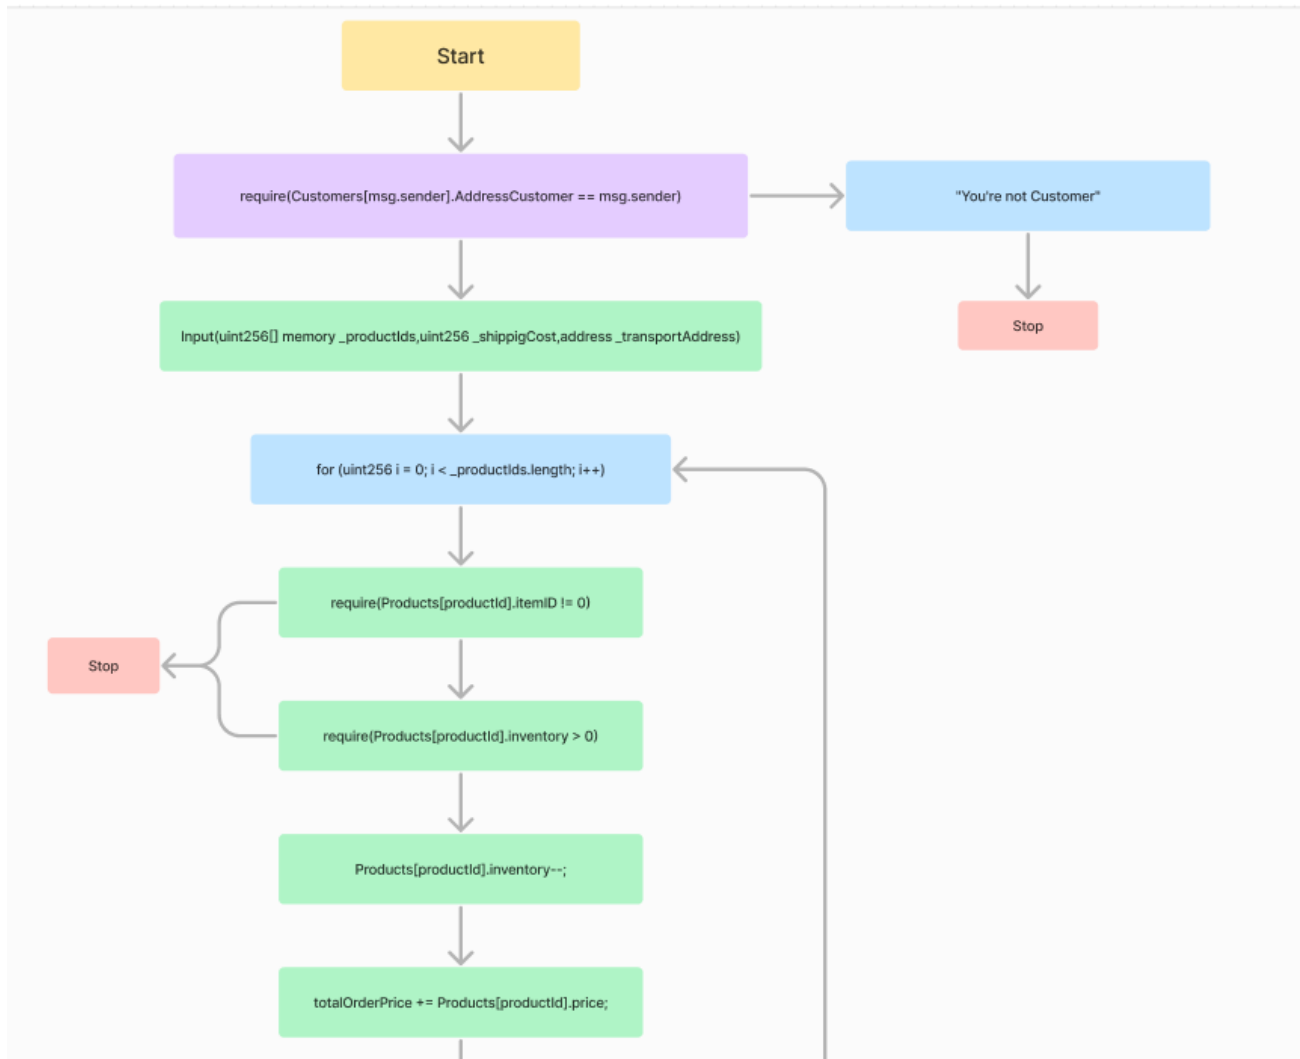 Start
require(Customers[msg.sender].AddressCustomer == msg.sender)
"You're not Customer"
Input(uint256[] memory _productIds,uint256 _shippigCost,address _transportAddress)
Stop
for (uint256 i = 0; i < _productIds.length; i++)
require(Products[productId].itemID != 0)
Stop
require(Products[productId].inventory > 0)
Products[productId].inventory--;
totalOrderPrice += Products[productId].price;